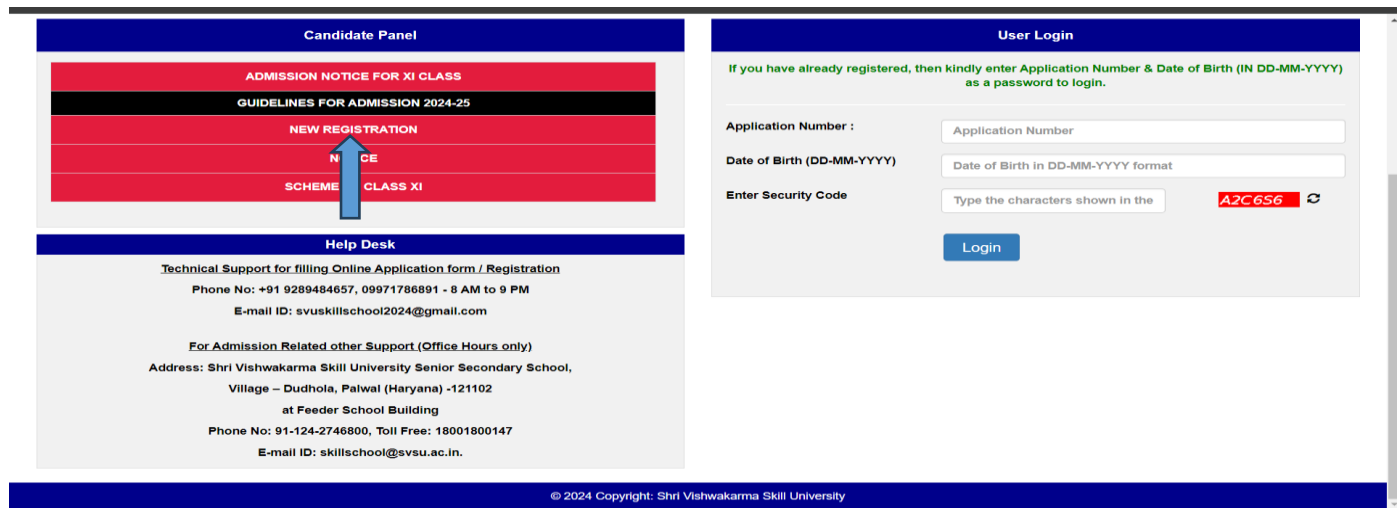 Candidate Panel
ADMISSION NOTICE FOR XI CLASS
GUIDELINES FOR ADMISSION 2024-25
NEW REGISTRATION
SCHEME CLASS XI
Help Desk
Technical Support for filling Online Application form / Registration
Phone No: +91 9289484657, 09971786891 - 8 AM to 9 PM
E-mail ID: svuskillschool2024@gmail.com
For Admission Related other Support (Office Hours only)
Address: Shri Vishwakarma Skill University Senior Secondary School,
Village – Dudhola, Palwal (Haryana) -121102
at Feeder School Building
Phone No: 91-124-2746800, Toll Free: 18001800147
E-mail ID: skillschool@svsu.ac.in.
User Login
If you have already registered, then kindly enter Application Number & Date of Birth (IN DD-MM-YYYY)
as a password to login.
Application Number : Application Number
Date of Birth (DD-MM-YYYY) Date of Birth in DD-MM-YYYY format
Enter Security Code Type the characters shown in the A2C6S6
Login
© 2024 Copyright: Shri Vishwakarma Skill University